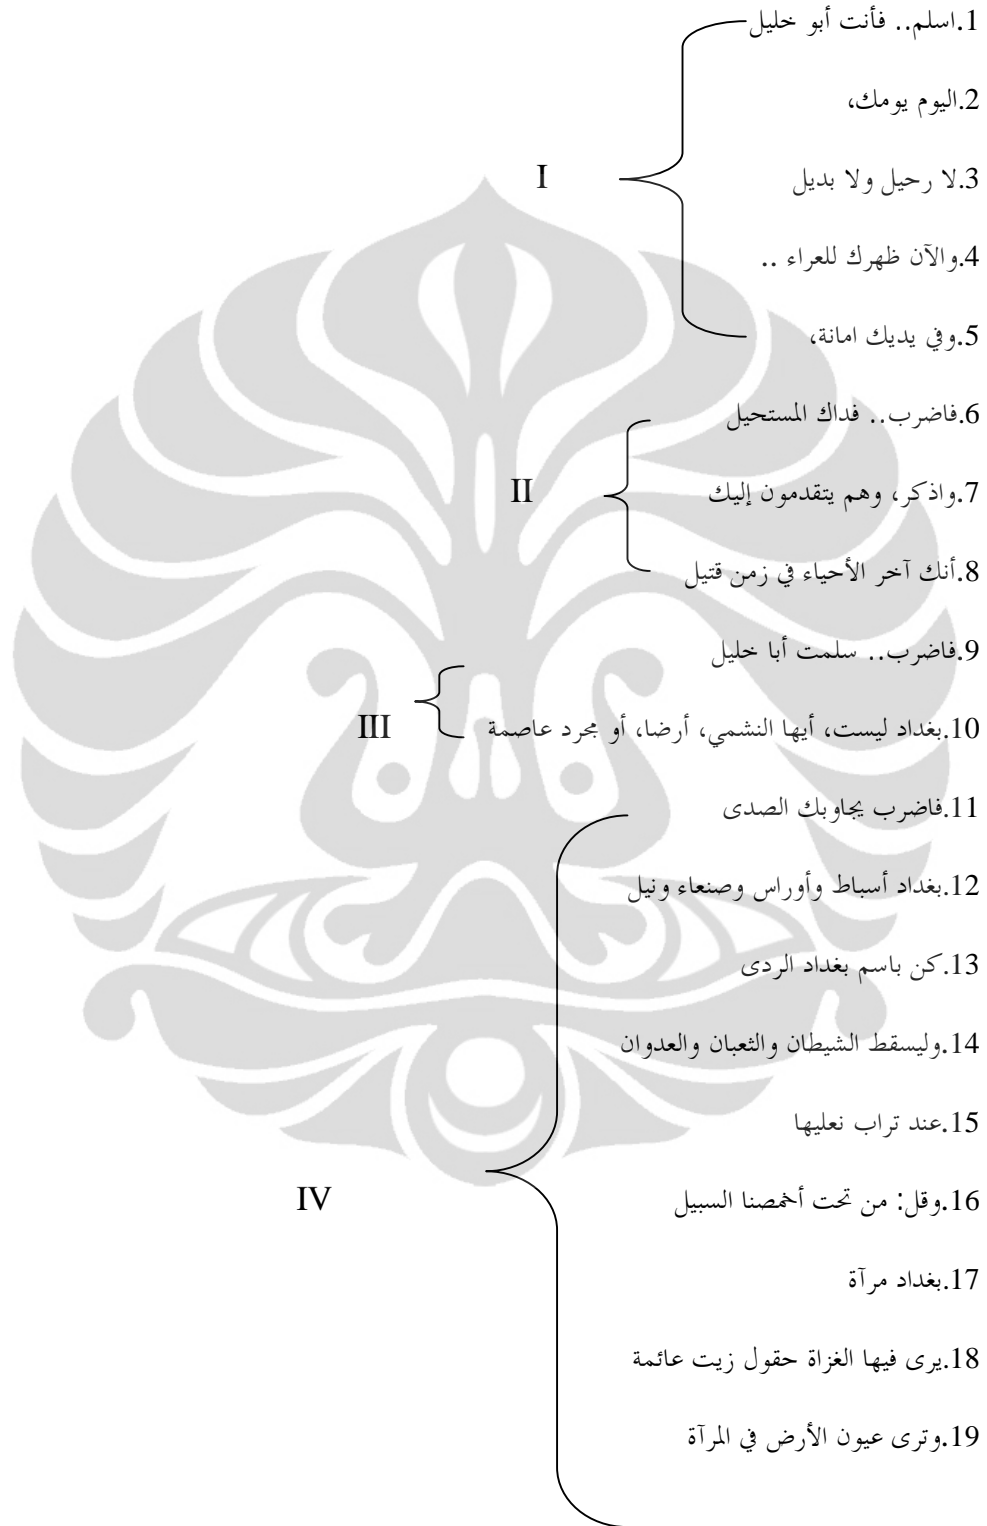 1.اسلم.. فأنت أبو خليل
2.اليوم يومك،
3.لا رحيل ولا بديل
I
4.والآن ظهرك للعراء ..
5.وفي يديك امانة،
6.فاضرب.. فداك المستحيل
7.واذكر، وهم يتقدمون إليك
II
8.أنك آخر الأحياء في زمن قتيل
9.فاضرب.. سلمت أبا خليل
10.بغداد ليست، أيها النشمي، أرضا، أو مجرد عاصمة
III
11.فاضرب يجاوبك الصدى
12.بغداد أسباط وأوراس وصنعاء ونيل
13.كن باسم بغداد الردى
14.وليسقط الشيطان والثعبان والعدوان
15.عند تراب نعليها
16.وقل: من تحت أخمصنا السبيل
IV
17.بغداد مرآة
18.يرى فيها الغزاة حقول زيت عائمة
19.وترى عيون الأرض في المرآة